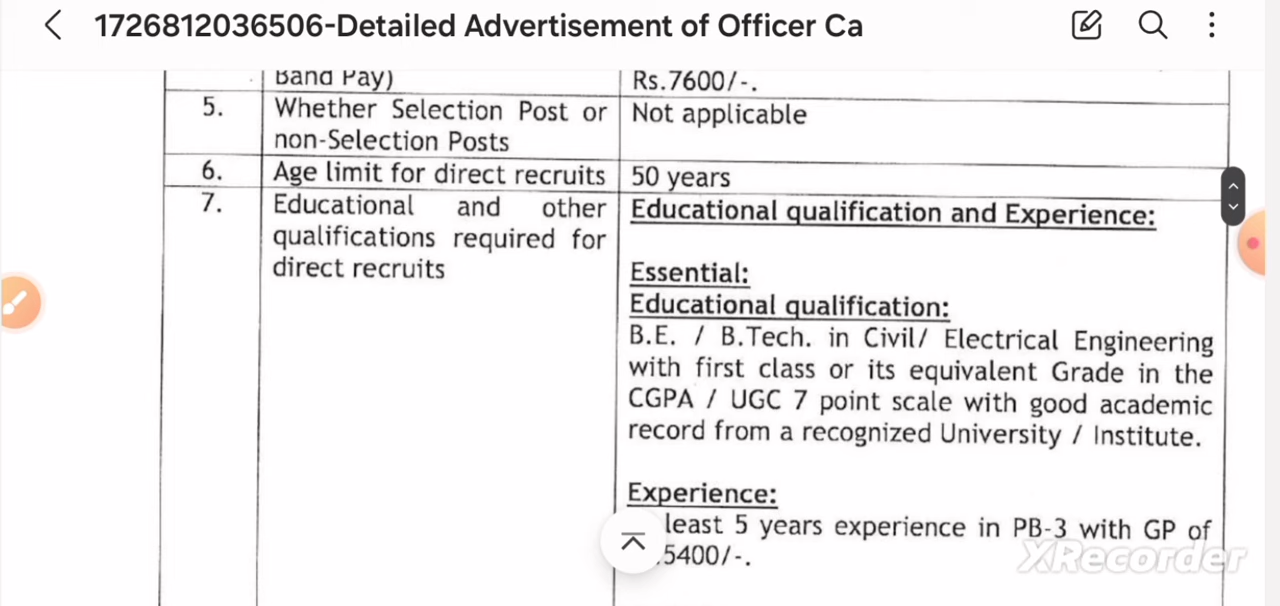 1726812036506-Detailed Advertisement of Officer Ca
Band Pay)
Rs.7600/-.
5.
Whether Selection Post or
non-Selection Posts
Not applicable
6.
Age limit for direct recruits
50 years
7.
Educational and other
qualifications required for
direct recruits
Educational qualification and Experience:
Essential:
Educational qualification:
B.E. / B.Tech. in Civil/ Electrical Engineering
with first class or its equivalent Grade in the
CGPA / UGC 7 point scale with good academic
record from a recognized University / Institute.
Experience:
least 5 years experience in PB-3 with GP of
.5400/-.
XRecorder